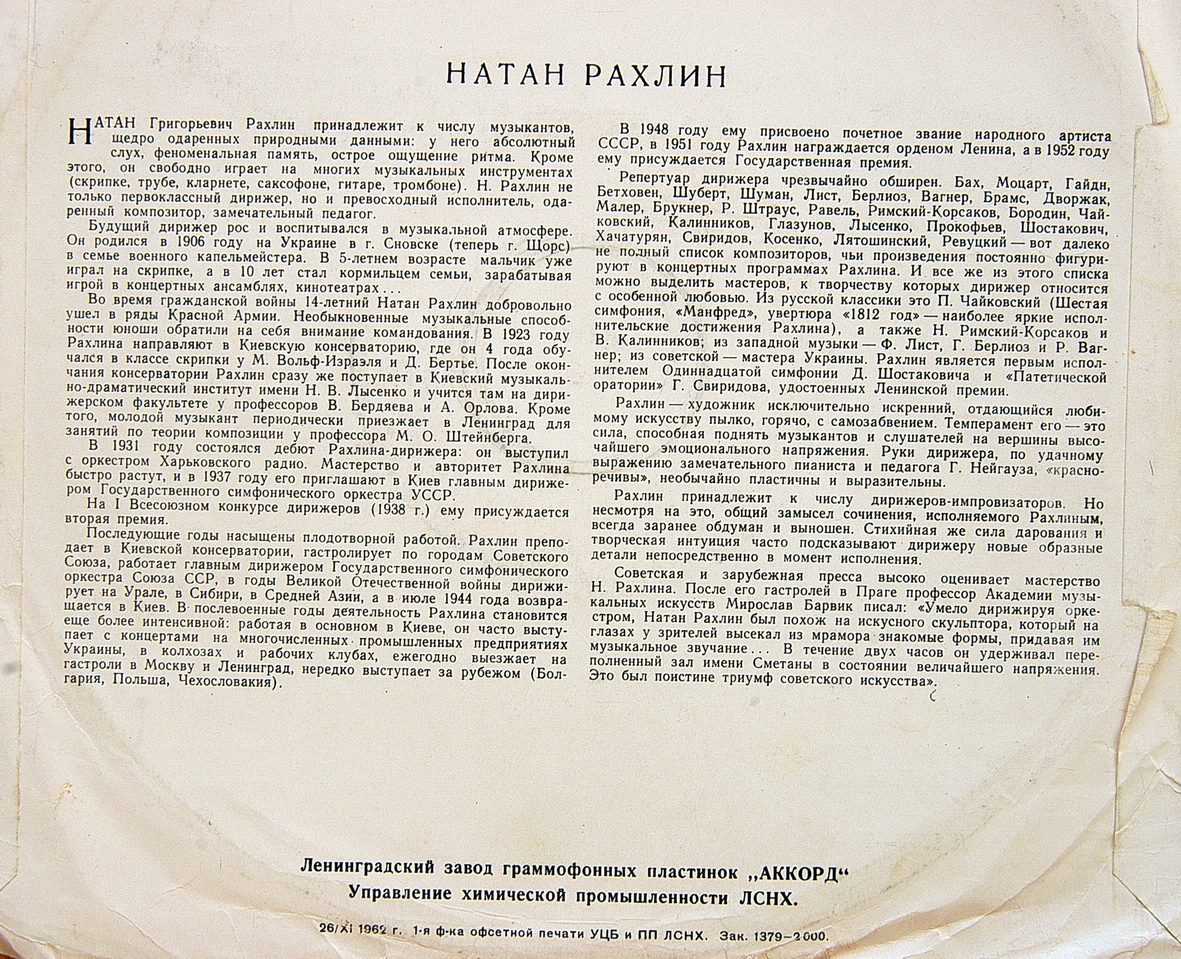 НАТАН РАХЛИН
НАТАН Григорьевич Рахлин принадлежит к числу музыкантов,
щедро одаренных природными данными: у него абсолютный
слух, феноменальная память, острое ощущение ритма. Кроме
этого, он свободно играет на многих музыкальных инструментах
(скрипке, трубе, кларнете, саксофоне, гитаре, тромбоне). Н. Рахлин не
только первоклассный дирижер, но и превосходный исполнитель, ода-
ренный композитор, замечательный педагог.
Будущий дирижер рос и воспитывался в музыкальной атмосфере.
Он родился в 1906 году на Украине в г. Сновске (теперь г. Щорс)
в семье военного капельмейстера. В 5-летнем возрасте мальчик уже
играл на скрипке, а в 10 лет стал кормильцем семьи, зарабатывая
игрой в концертных ансамблях, кинотеатрах...
Во время гражданской войны 14-летний Натан Рахлин добровольно
ушел в ряды Красной Армии. Необыкновенные музыкальные способ-
ности юноши обратили на себя внимание командования. В 1923 году
Рахлина направляют в Киевскую консерваторию, где он 4 года обу-
чался в классе скрипки у М. Вольф-Израэля и Д. Бертье. После окон-
чания консерватории Рахлин сразу же поступает в Киевский музыкаль-
но-драматический институт имени Н. В. Лысенко и учится там на дири-
жерском факультете у профессоров В. Бердяева и А. Орлова. Кроме
того, молодой музыкант периодически приезжает в Ленинград для
занятий по теории композиции у профессора М. О. Штейнберга.
В 1931 году состоялся дебют Рахлина-дирижера: он выступил
с оркестром Харьковского радио. Мастерство и авторитет Рахлина
быстро растут, и в 1937 году его приглашают в Киев главным дириже-
ром Государственного симфонического оркестра УССР.
На I Всесоюзном конкурсе дирижеров (1938 г.) ему присуждается
вторая премия.
Последующие годы насыщены плодотворной работой. Рахлин препо-
дает в Киевской консерватории, гастролирует по городам Советского
Союза, работает главным дирижером Государственного симфонического
оркестра Союза ССР, в годы Великой Отечественной войны дирижи-
рует на Урале, в Сибири, в Средней Азии, а в июле 1944 года возвра-
щается в Киев. В послевоенные годы деятельность Рахлина становится
еще более интенсивной: работая в основном в Киеве, он часто высту-
пает с концертами на многочисленных промышленных предприятиях
Украины, в колхозах и рабочих клубах, ежегодно выезжает на
гастроли в Москву и Ленинград, нередко выступает за рубежом (Бол-
гария, Польша, Чехословакия).
В 1948 году ему присвоено почетное звание народного артиста
СССР, в 1951 году Рахлин награждается орденом Ленина, а в 1952 году
ему присуждается Государственная премия.
Репертуар дирижера чрезвычайно обширен. Бах, Моцарт, Гайдн,
Бетховен, Шуберт, Шуман, Лист, Берлиоз, Вагнер, Брамс, Дворжак,
Малер, Брукнер, Р. Штраус, Равель, Римский-Корсаков, Бородин, Чай-
ковский, Калинников, Глазунов, Лысенко, Прокофьев, Шостакович,
Хачатурян, Свиридов, Косенко, Лятошинский, Ревуцкий — вот далеко
не полный список композиторов, чьи произведения постоянно фигури-
руют в концертных программах Рахлина. И все же из этого списка
можно выделить мастеров, к творчеству которых дирижер относится
с особенной любовью. Из русской классики это П. Чайковский (Шестая
симфония, «Манфред», увертюра «1812 год» — наиболее яркие испол-
нительские достижения Рахлина), а также Н. Римский-Корсаков и
В. Калинников; из западной музыки — Ф. Лист, Г. Берлиоз и Р. Ваг-
нер; из советской — мастера Украины. Рахлин является первым испол-
нителем Одиннадцатой симфонии Д. Шостаковича и «Патетической
оратории» Г. Свиридова, удостоенных Ленинской премии.
Рахлин — художник исключительно искренний, отдающийся люби-
мому искусству пылко, горячо, с самозабвением. Темперамент его — это
сила, способная поднять музыкантов и слушателей на вершины высо-
чайшего эмоционального напряжения. Руки дирижера, по удачному
выражению замечательного пианиста и педагога Г. Нейгауза, «красно-
речивы», необычайно пластичны и выразительны.
Рахлин принадлежит к числу дирижеров-импровизаторов. Но
несмотря на это, общий замысел сочинения, исполняемого Рахлиным,
всегда заранее обдуман и выношен. Стихийная же сила дарования и
творческая интуиция часто подсказывают дирижеру новые образные
детали непосредственно в момент исполнения.
Советская и зарубежная пресса высоко оценивает мастерство
Н. Рахлина. После его гастролей в Праге профессор Академии музы-
кальных искусств Мирослав Барвик писал: «Умело дирижируя орке-
стром, Натан Рахлин был похож на искусного скульптора, который на
глазах у зрителей высекал из мрамора знакомые формы, придавая им
музыкальное звучание... В течение двух часов он удерживал пере-
полненный зал имени Сметаны в состоянии величайшего напряжения.
Это был поистине триумф советского искусства».
Ленинградский завод граммофонных пластинок „АККОРД“
Управление химической промышленности ЛСНХ.
26/XI 1962 г. 1-я ф-ка офсетной печати УЦБ и ПП ЛСНХ. Зак. 1379—2000.